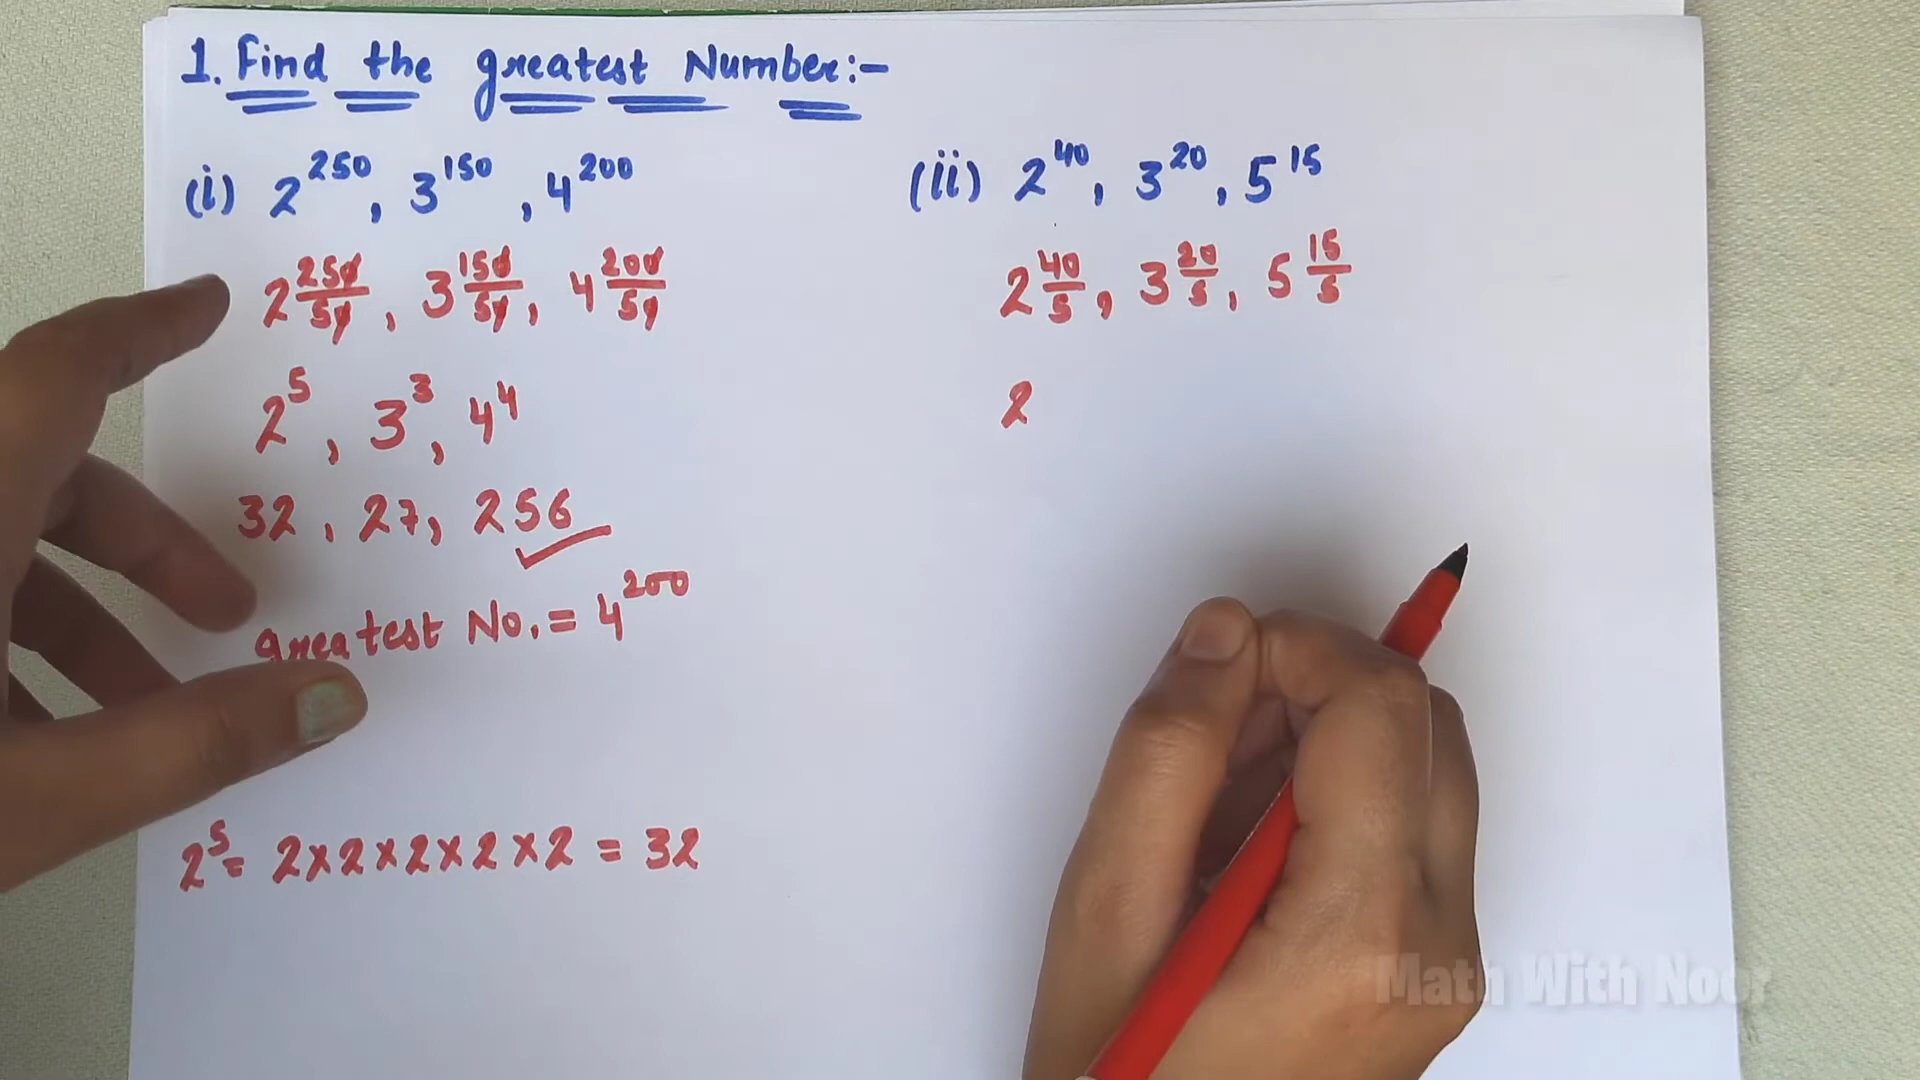 1. Find the greatest Number:-
(i) 2^250, 3^150, 4^200
2^250/50, 3^150/50, 4^200/50
2^5, 3^3, 4^4
32, 27, 256
greatest No. = 4^200
2^5 = 2×2×2×2×2 = 32
(ii) 2^40, 3^20, 5^15
2^40/5, 3^20/5, 5^15/5
2
Math With Noor